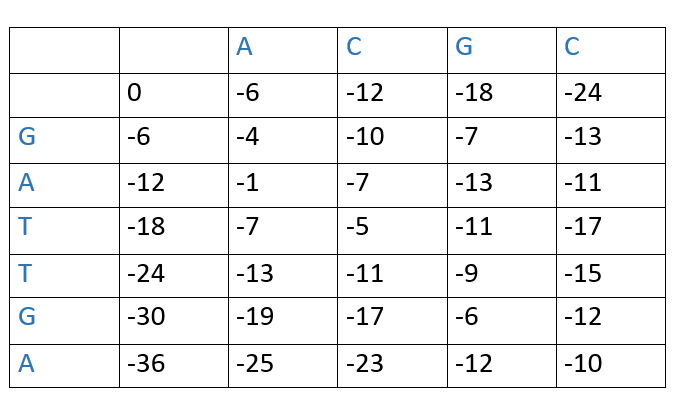 A C G C
0 -6 -12 -18 -24
G -6 -4 -10 -7 -13
A -12 -1 -7 -13 -11
T -18 -7 -5 -11 -17
T -24 -13 -11 -9 -15
G -30 -19 -17 -6 -12
A -36 -25 -23 -12 -10